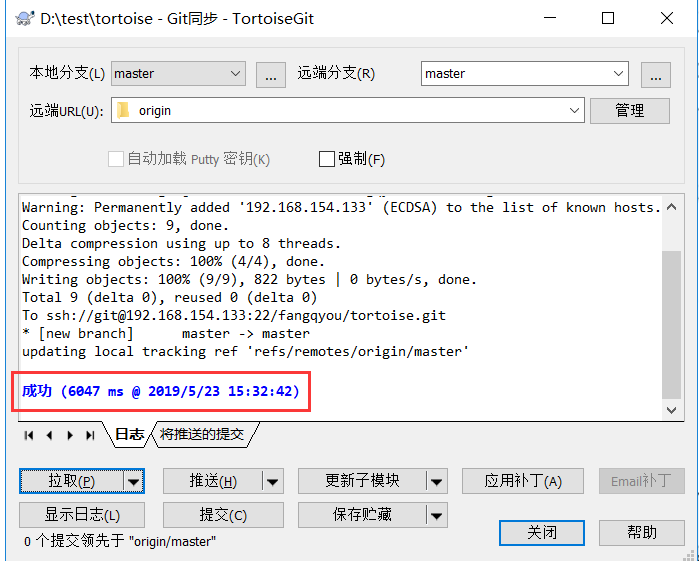 D:\test\tortoise - Git同步 - TortoiseGit
本地分支(L) master ... 远端分支(R) master ...
远端URL(U): origin 管理
自动加载 Putty 密钥(K) 强制(F)
Warning: Permanently added '192.168.154.133' (ECDSA) to the list of known hosts.
Counting objects: 9, done.
Delta compression using up to 8 threads.
Compressing objects: 100% (4/4), done.
Writing objects: 100% (9/9), 822 bytes | 0 bytes/s, done.
Total 9 (delta 0), reused 0 (delta 0)
To ssh://git@192.168.154.133:22/fangqyou/tortoise.git
* [new branch]      master -> master
updating local tracking ref 'refs/remotes/origin/master'
成功 (6047 ms @ 2019/5/23 15:32:42)
日志 将推送的提交
拉取(P) 推送(H) 更新子模块 应用补丁(A) Email补丁
显示日志(L) 提交(C) 保存贮藏 关闭 帮助
0 个提交领先于 "origin/master"